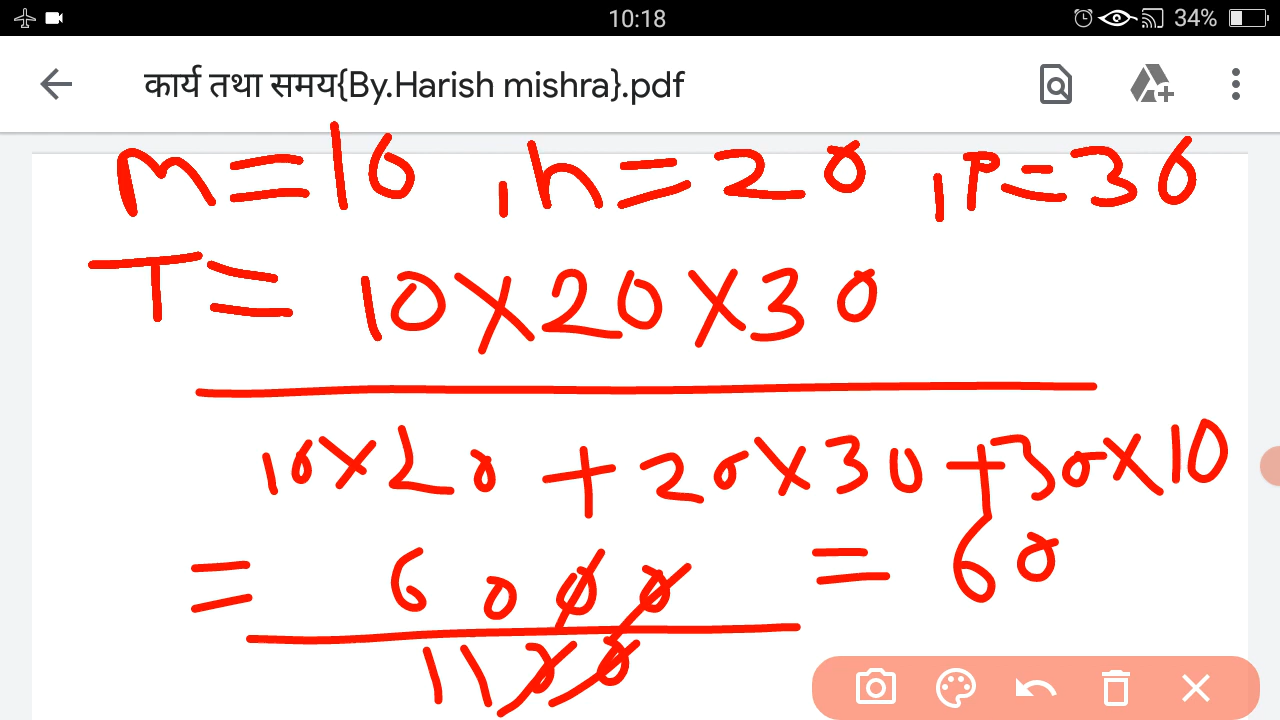 10:18
34%
कार्य तथा समय{By.Harish mishra}.pdf
m=10 ,n=20 ,P=30
T= 10×20×30
10×20 + 20×30 + 30×10
= 6000 = 60
1100